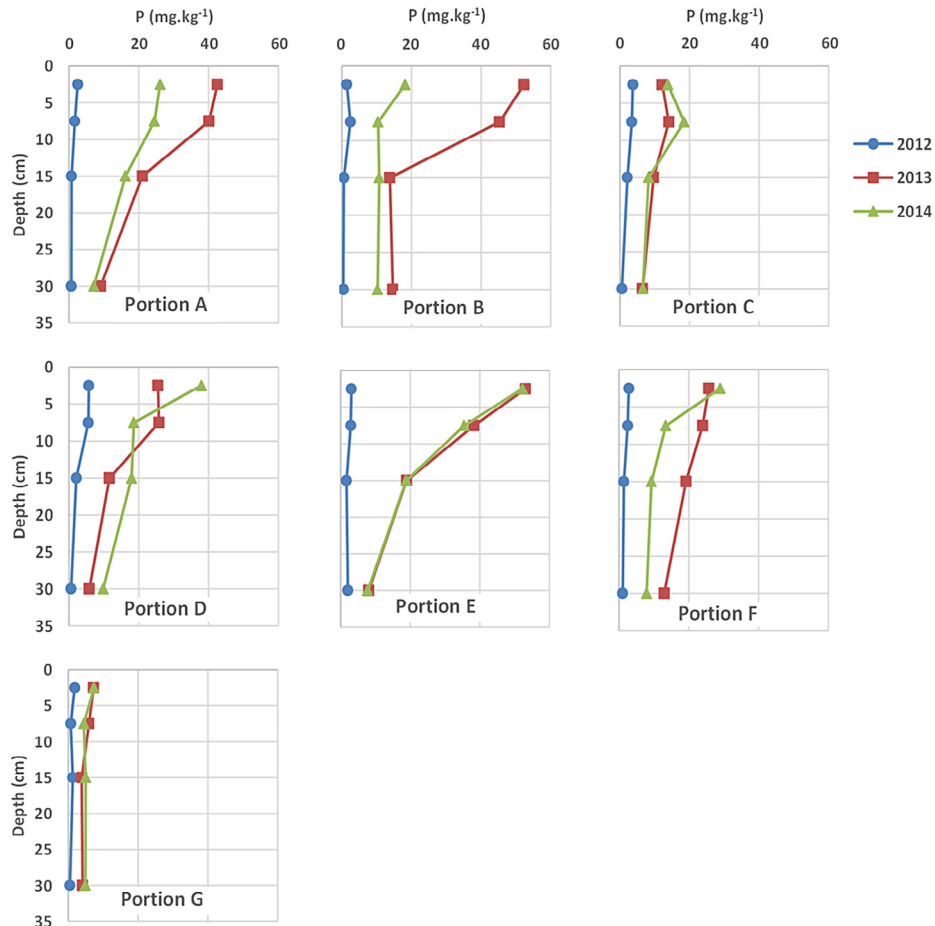 P (mg.kg⁻¹) P (mg.kg⁻¹) P (mg.kg⁻¹)
0 20 40 60 0 20 40 60 0 20 40 60
0
5
10
15
20
25
30
35
Depth (cm)
Portion A
Portion B
Portion C
2012
2013
2014
0
5
10
15
20
25
30
35
Depth (cm)
Portion D
Portion E
Portion F
0
5
10
15
20
25
30
35
Depth (cm)
Portion G